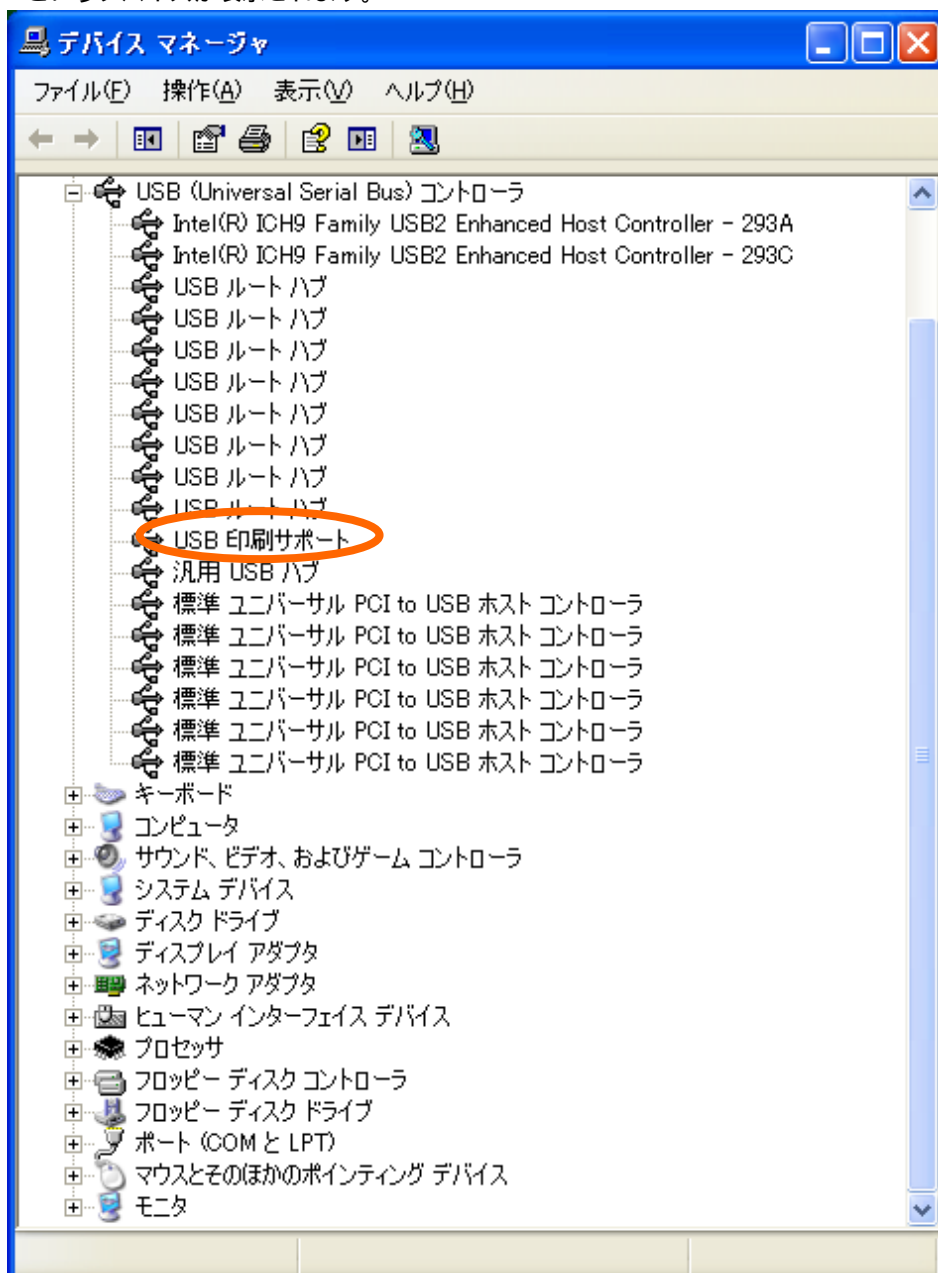 デバイス マネージャ
ファイル(F) 操作(A) 表示(V) ヘルプ(H)
USB (Universal Serial Bus) コントローラ
Intel(R) ICH9 Family USB2 Enhanced Host Controller - 293A
Intel(R) ICH9 Family USB2 Enhanced Host Controller - 293C
USB ルート ハブ
USB ルート ハブ
USB ルート ハブ
USB ルート ハブ
USB ルート ハブ
USB ルート ハブ
USB ルート ハブ
USB ルート ハブ
USB 印刷サポート
汎用 USB ハブ
標準 ユニバーサル PCI to USB ホスト コントローラ
標準 ユニバーサル PCI to USB ホスト コントローラ
標準 ユニバーサル PCI to USB ホスト コントローラ
標準 ユニバーサル PCI to USB ホスト コントローラ
標準 ユニバーサル PCI to USB ホスト コントローラ
標準 ユニバーサル PCI to USB ホスト コントローラ
キーボード
コンピュータ
サウンド、ビデオ、およびゲーム コントローラ
システム デバイス
ディスク ドライブ
ディスプレイ アダプタ
ネットワーク アダプタ
ヒューマン インターフェイス デバイス
プロセッサ
フロッピー ディスク コントローラ
フロッピー ディスク ドライブ
ポート (COM と LPT)
マウスとそのほかのポインティング デバイス
モニタ